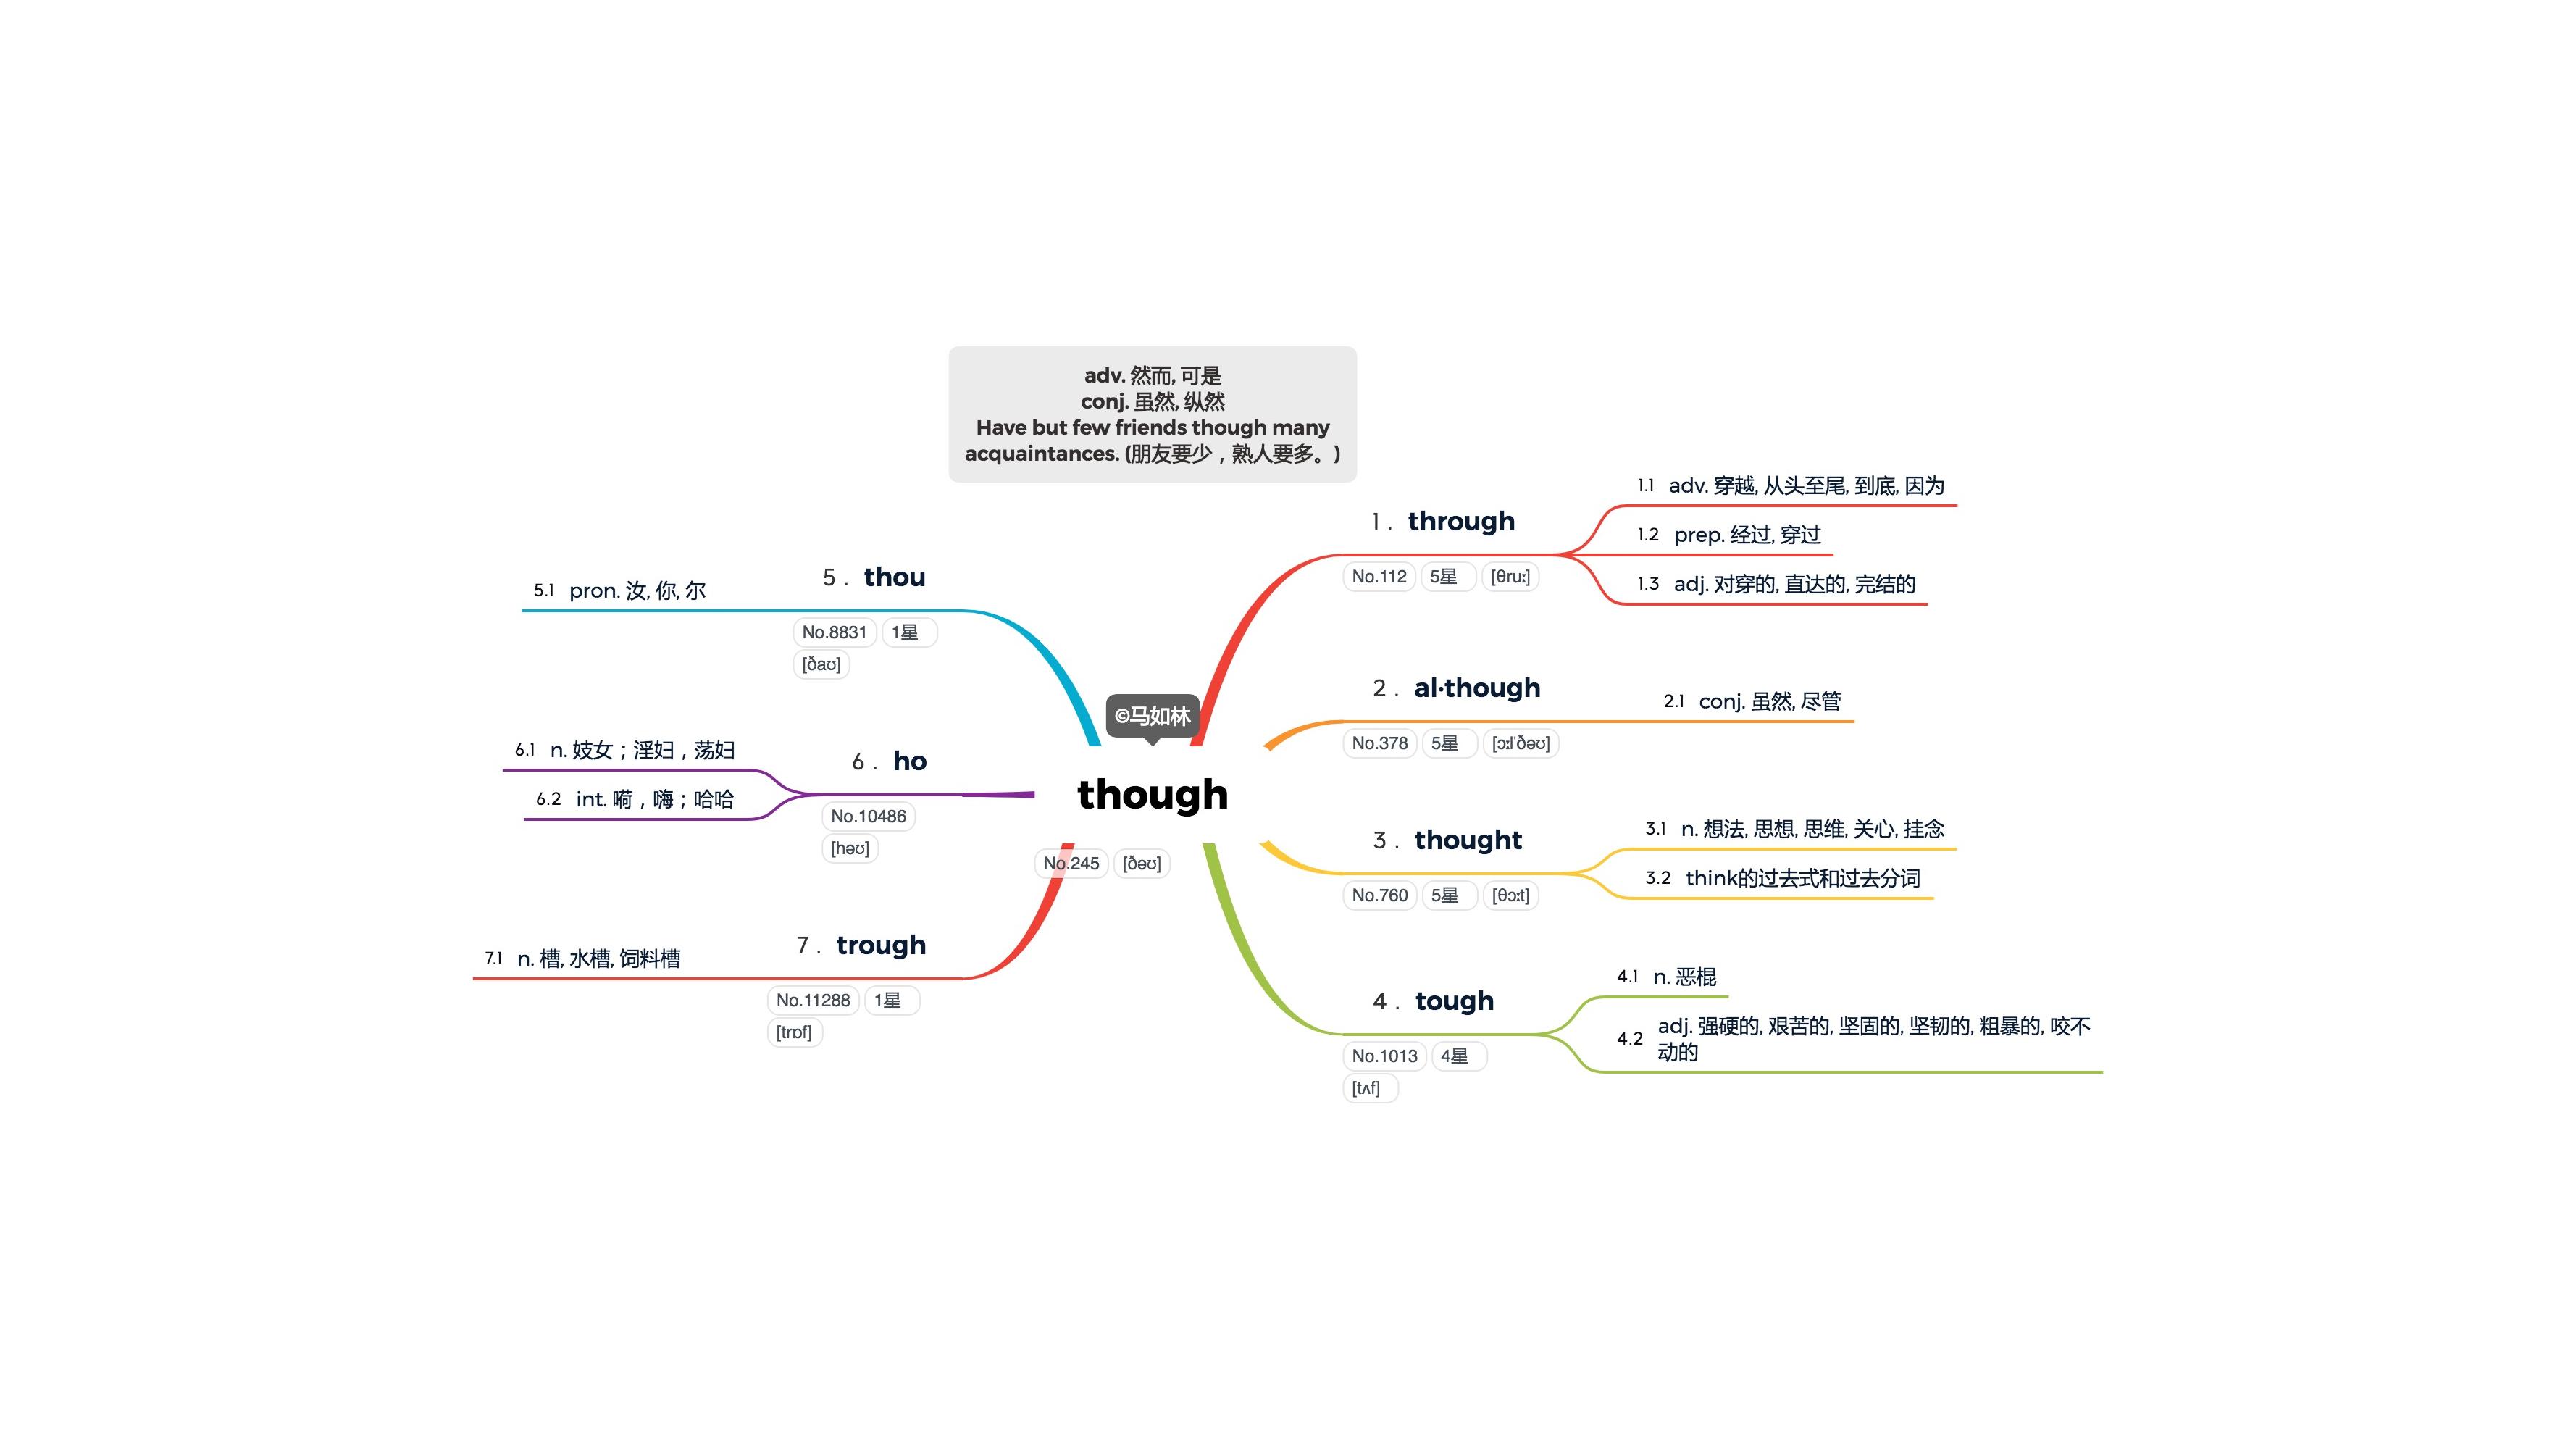 adv. 然而, 可是
conj. 虽然, 纵然
Have but few friends though many
acquaintances. (朋友要少，熟人要多。)
©马如林
though
No.245 [ðəʊ]
1 . through
No.112 5星 [θruː]
1.1 adv. 穿越, 从头至尾, 到底, 因为
1.2 prep. 经过, 穿过
1.3 adj. 对穿的, 直达的, 完结的
2 . al·though
No.378 5星 [ɔːlˈðəʊ]
2.1 conj. 虽然, 尽管
3 . thought
No.760 5星 [θɔːt]
3.1 n. 想法, 思想, 思维, 关心, 挂念
3.2 think的过去式和过去分词
4 . tough
No.1013 4星
[tʌf]
4.1 n. 恶棍
4.2 adj. 强硬的, 艰苦的, 坚固的, 坚韧的, 粗暴的, 咬不
动的
5 . thou
No.8831 1星
[ðaʊ]
5.1 pron. 汝, 你, 尔
6 . ho
No.10486
[həʊ]
6.1 n. 妓女；淫妇，荡妇
6.2 int. 嗬，嗨；哈哈
7 . trough
No.11288 1星
[trɒf]
7.1 n. 槽, 水槽, 饲料槽